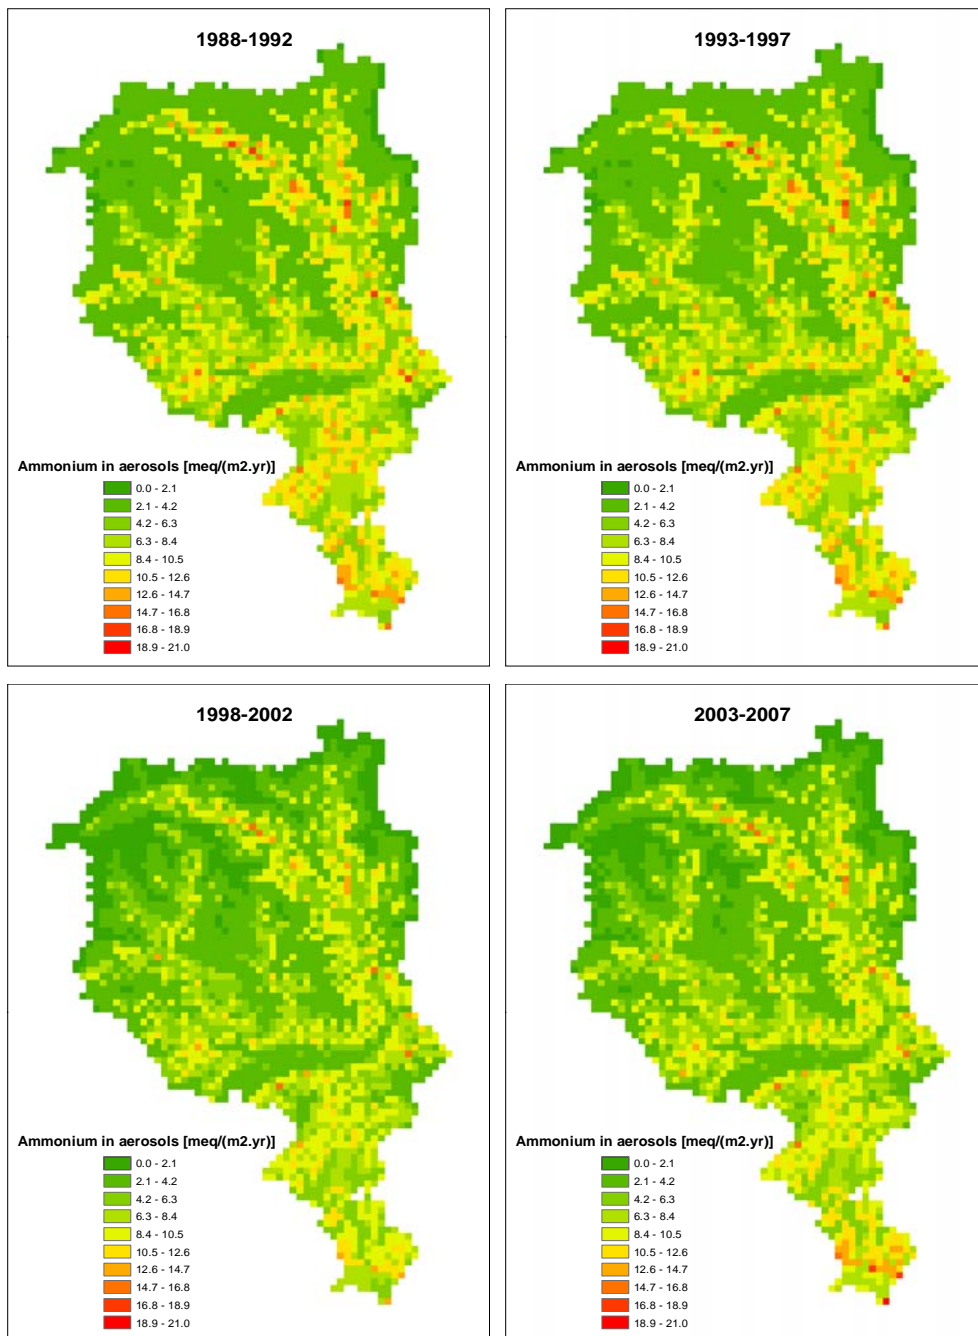 1988-1992
Ammonium in aerosols [meq/(m2.yr)]
0.0 - 2.1
2.1 - 4.2
4.2 - 6.3
6.3 - 8.4
8.4 - 10.5
10.5 - 12.6
12.6 - 14.7
14.7 - 16.8
16.8 - 18.9
18.9 - 21.0
1993-1997
Ammonium in aerosols [meq/(m2.yr)]
0.0 - 2.1
2.1 - 4.2
4.2 - 6.3
6.3 - 8.4
8.4 - 10.5
10.5 - 12.6
12.6 - 14.7
14.7 - 16.8
16.8 - 18.9
18.9 - 21.0
1998-2002
Ammonium in aerosols [meq/(m2.yr)]
0.0 - 2.1
2.1 - 4.2
4.2 - 6.3
6.3 - 8.4
8.4 - 10.5
10.5 - 12.6
12.6 - 14.7
14.7 - 16.8
16.8 - 18.9
18.9 - 21.0
2003-2007
Ammonium in aerosols [meq/(m2.yr)]
0.0 - 2.1
2.1 - 4.2
4.2 - 6.3
6.3 - 8.4
8.4 - 10.5
10.5 - 12.6
12.6 - 14.7
14.7 - 16.8
16.8 - 18.9
18.9 - 21.0